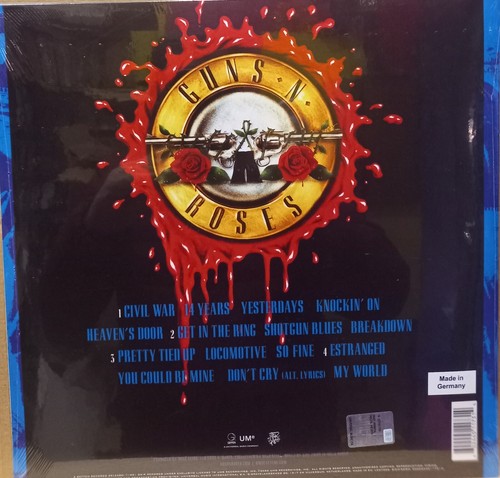 GUNS N' ROSES
1 CIVIL WAR 14 YEARS YESTERDAYS KNOCKIN' ON
HEAVEN'S DOOR 2 GET IN THE RING SHOTGUN BLUES BREAKDOWN
3 PRETTY TIED UP LOCOMOTIVE SO FINE 4 ESTRANGED
YOU COULD BE MINE DON'T CRY (ALT. LYRICS) MY WORLD
Made in
Germany
UMe